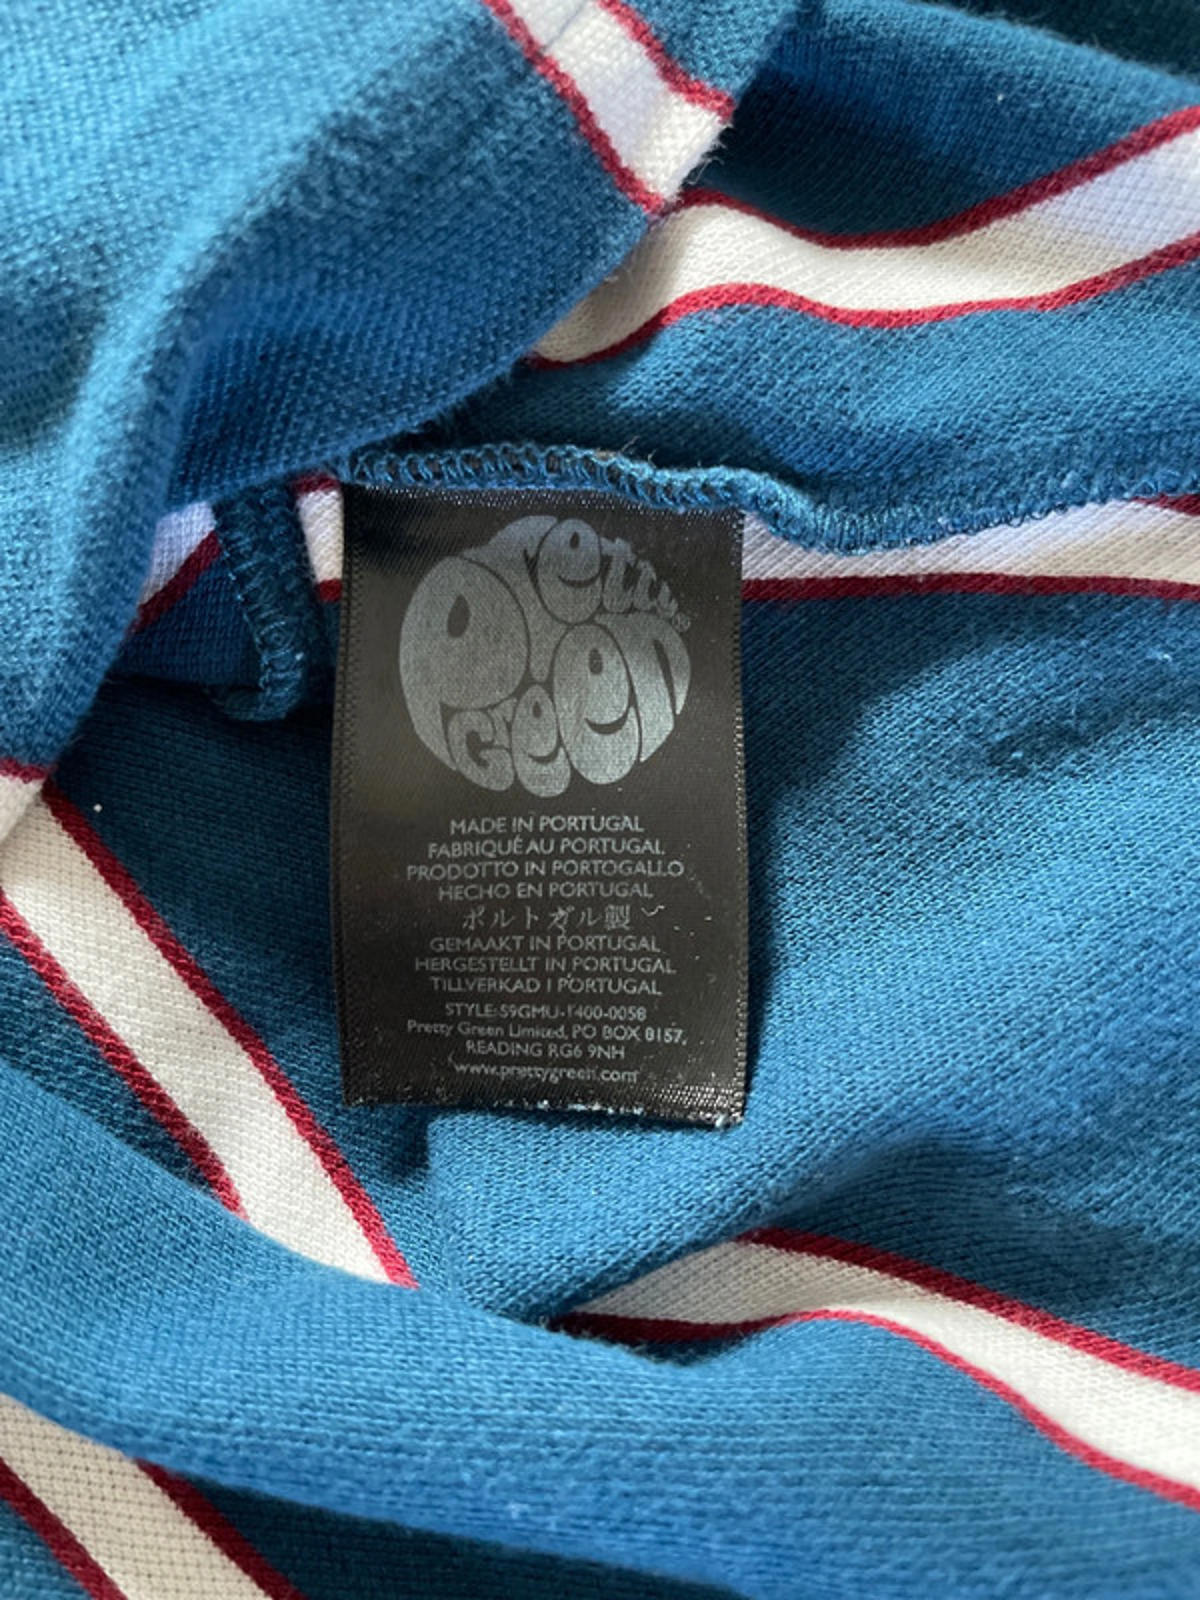 Pretty
Green
MADE IN PORTUGAL
FABRIQUÉ AU PORTUGAL
PRODOTTO IN PORTOGALLO
HECHO EN PORTUGAL
ポルトガル製
GEMAAKT IN PORTUGAL
HERGESTELLT IN PORTUGAL
TILLVERKAD I PORTUGAL
STYLE: S9GMU-1400-0058
Pretty Green Limited, PO BOX 8157,
READING RG6 9NH
www.prettygreen.com